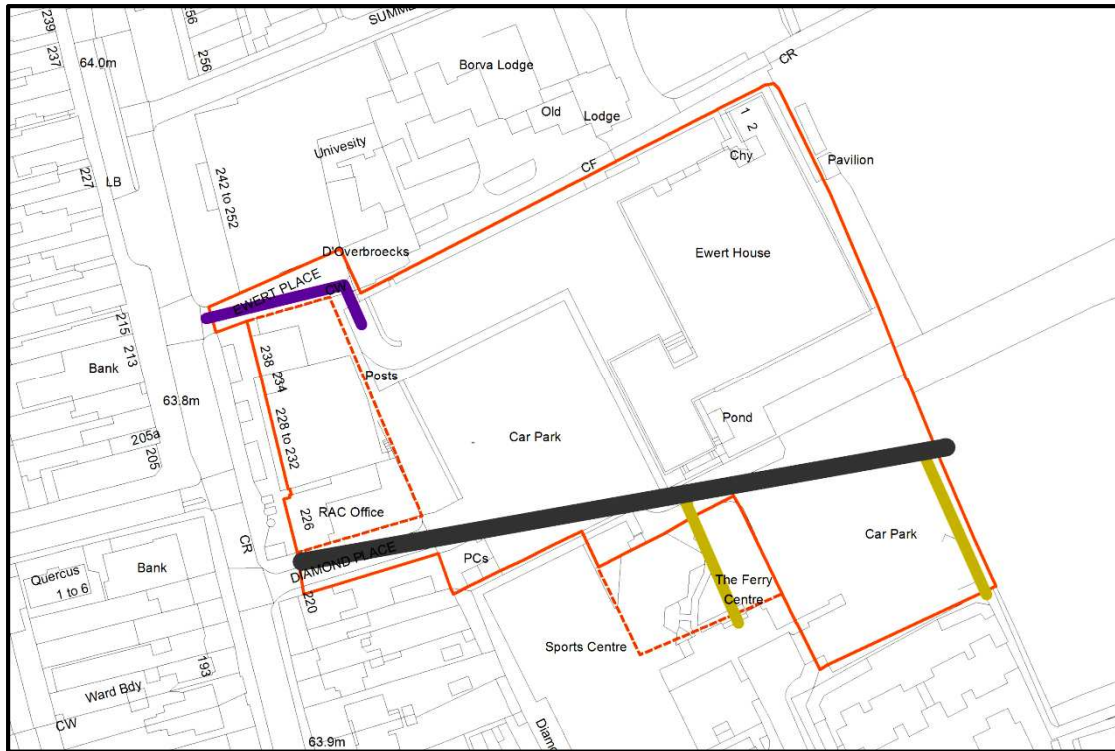 239
237
64.0m
256
256
SUMME
CR
Borva Lodge
Old
Lodge
Univesity
CF
1
2
Chy
Pavilion
227
LB
242 to 252
D'Overbroecks
EWERT PLACE
CW
Ewert House
215
213
Bank
63.8m
238
234
Posts
228 to 232
Car Park
Pond
205a
205
226
RAC Office
DIAMOND PLACE
CR
PCs
Car Park
The Ferry
Centre
Quercus
1 to 6
Bank
220
Sports Centre
193
Ward Bdy
CW
63.9m
Diamo